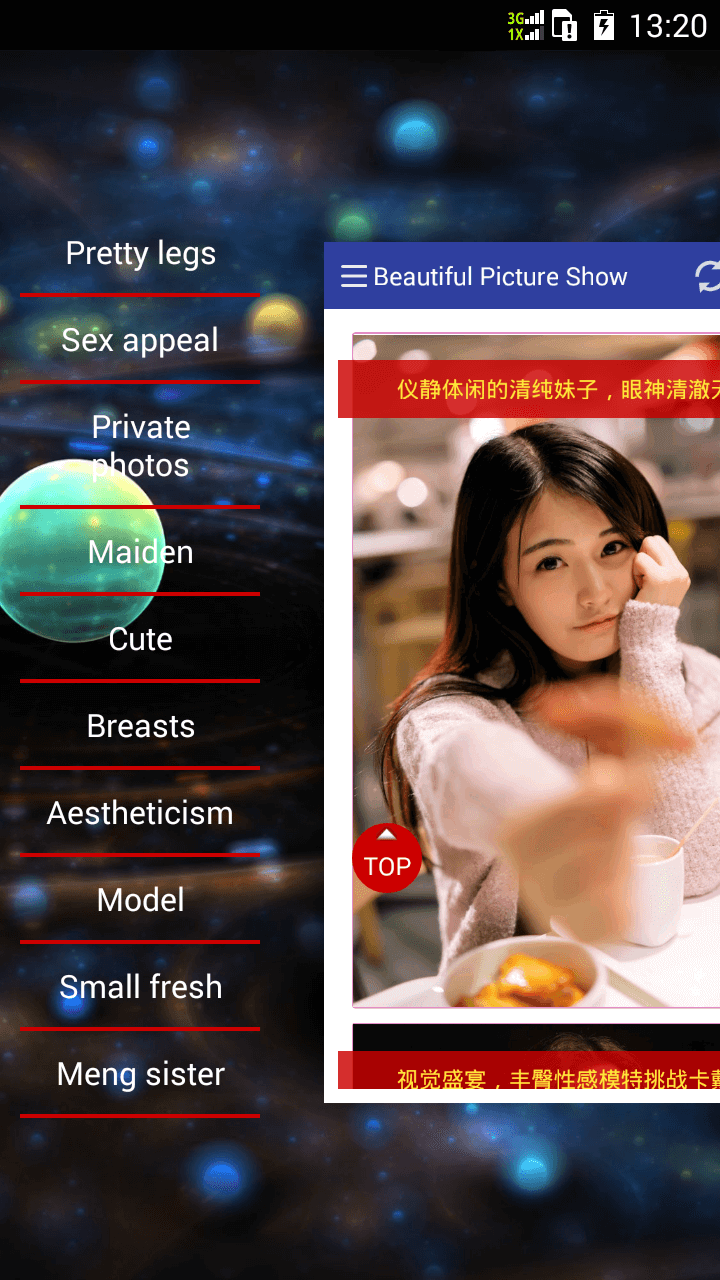 3G
1X
13:20
Pretty legs
Sex appeal
Private
photos
Maiden
Cute
Breasts
Aestheticism
Model
Small fresh
Meng sister
Beautiful Picture Show
仪静体闲的清纯妹子，眼神清澈
TOP
视觉盛宴，丰臀性感模特挑战卡